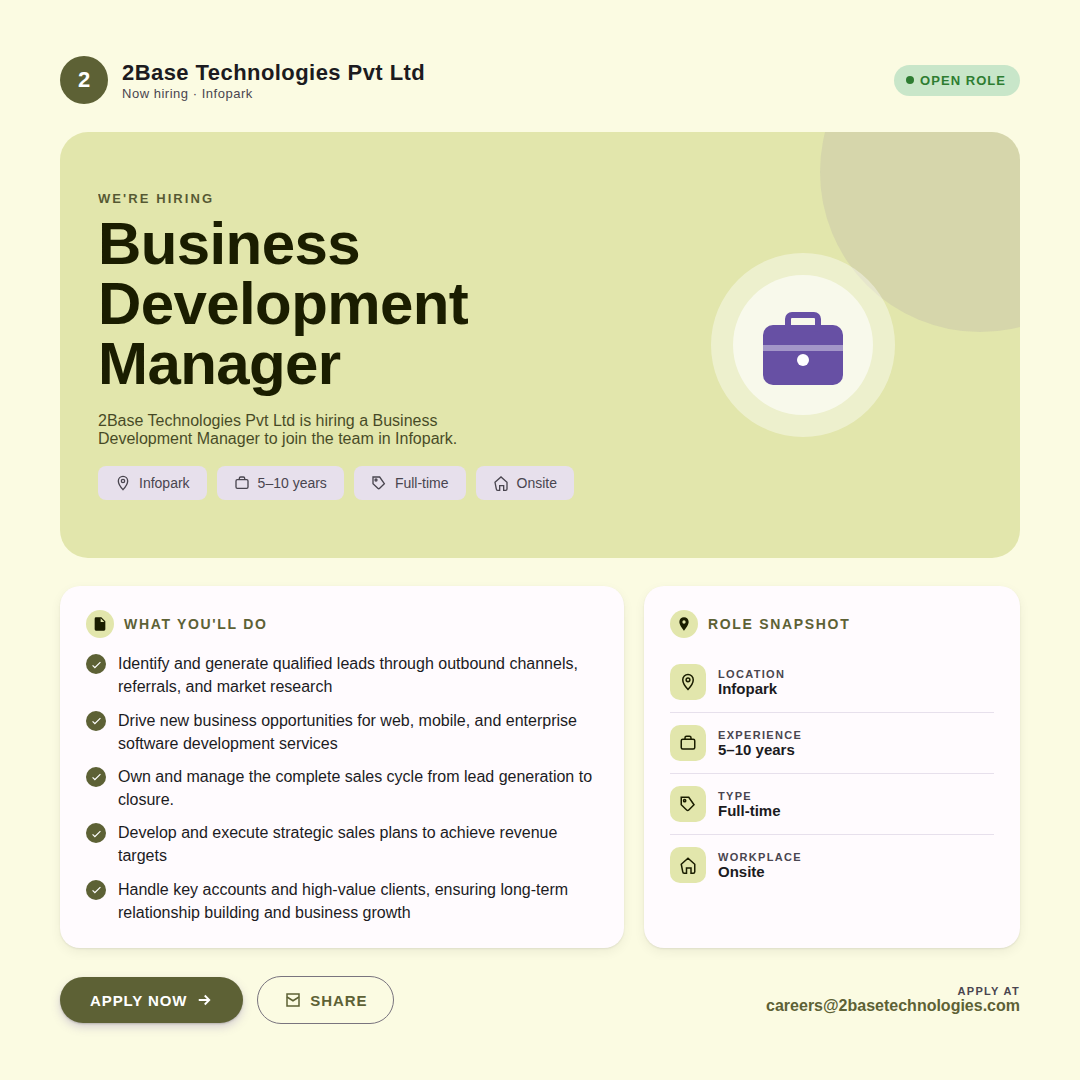 2
2Base Technologies Pvt Ltd
Now hiring · Infopark
OPEN ROLE
WE'RE HIRING
Business
Development
Manager
2Base Technologies Pvt Ltd is hiring a Business
Development Manager to join the team in Infopark.
Infopark
5–10 years
Full-time
Onsite
WHAT YOU'LL DO
Identify and generate qualified leads through outbound channels,
referrals, and market research
Drive new business opportunities for web, mobile, and enterprise
software development services
Own and manage the complete sales cycle from lead generation to
closure.
Develop and execute strategic sales plans to achieve revenue
targets
Handle key accounts and high-value clients, ensuring long-term
relationship building and business growth
ROLE SNAPSHOT
LOCATION
Infopark
EXPERIENCE
5–10 years
TYPE
Full-time
WORKPLACE
Onsite
APPLY NOW
SHARE
APPLY AT
careers@2basetechnologies.com